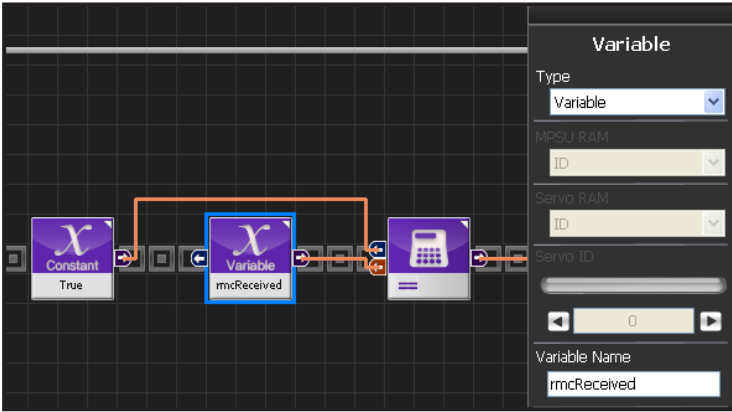 Constant
True
Variable
rmcReceived
==
Variable
Type
Variable
MPSU RAM
ID
Servo RAM
ID
Servo ID
0
Variable Name
rmcReceived